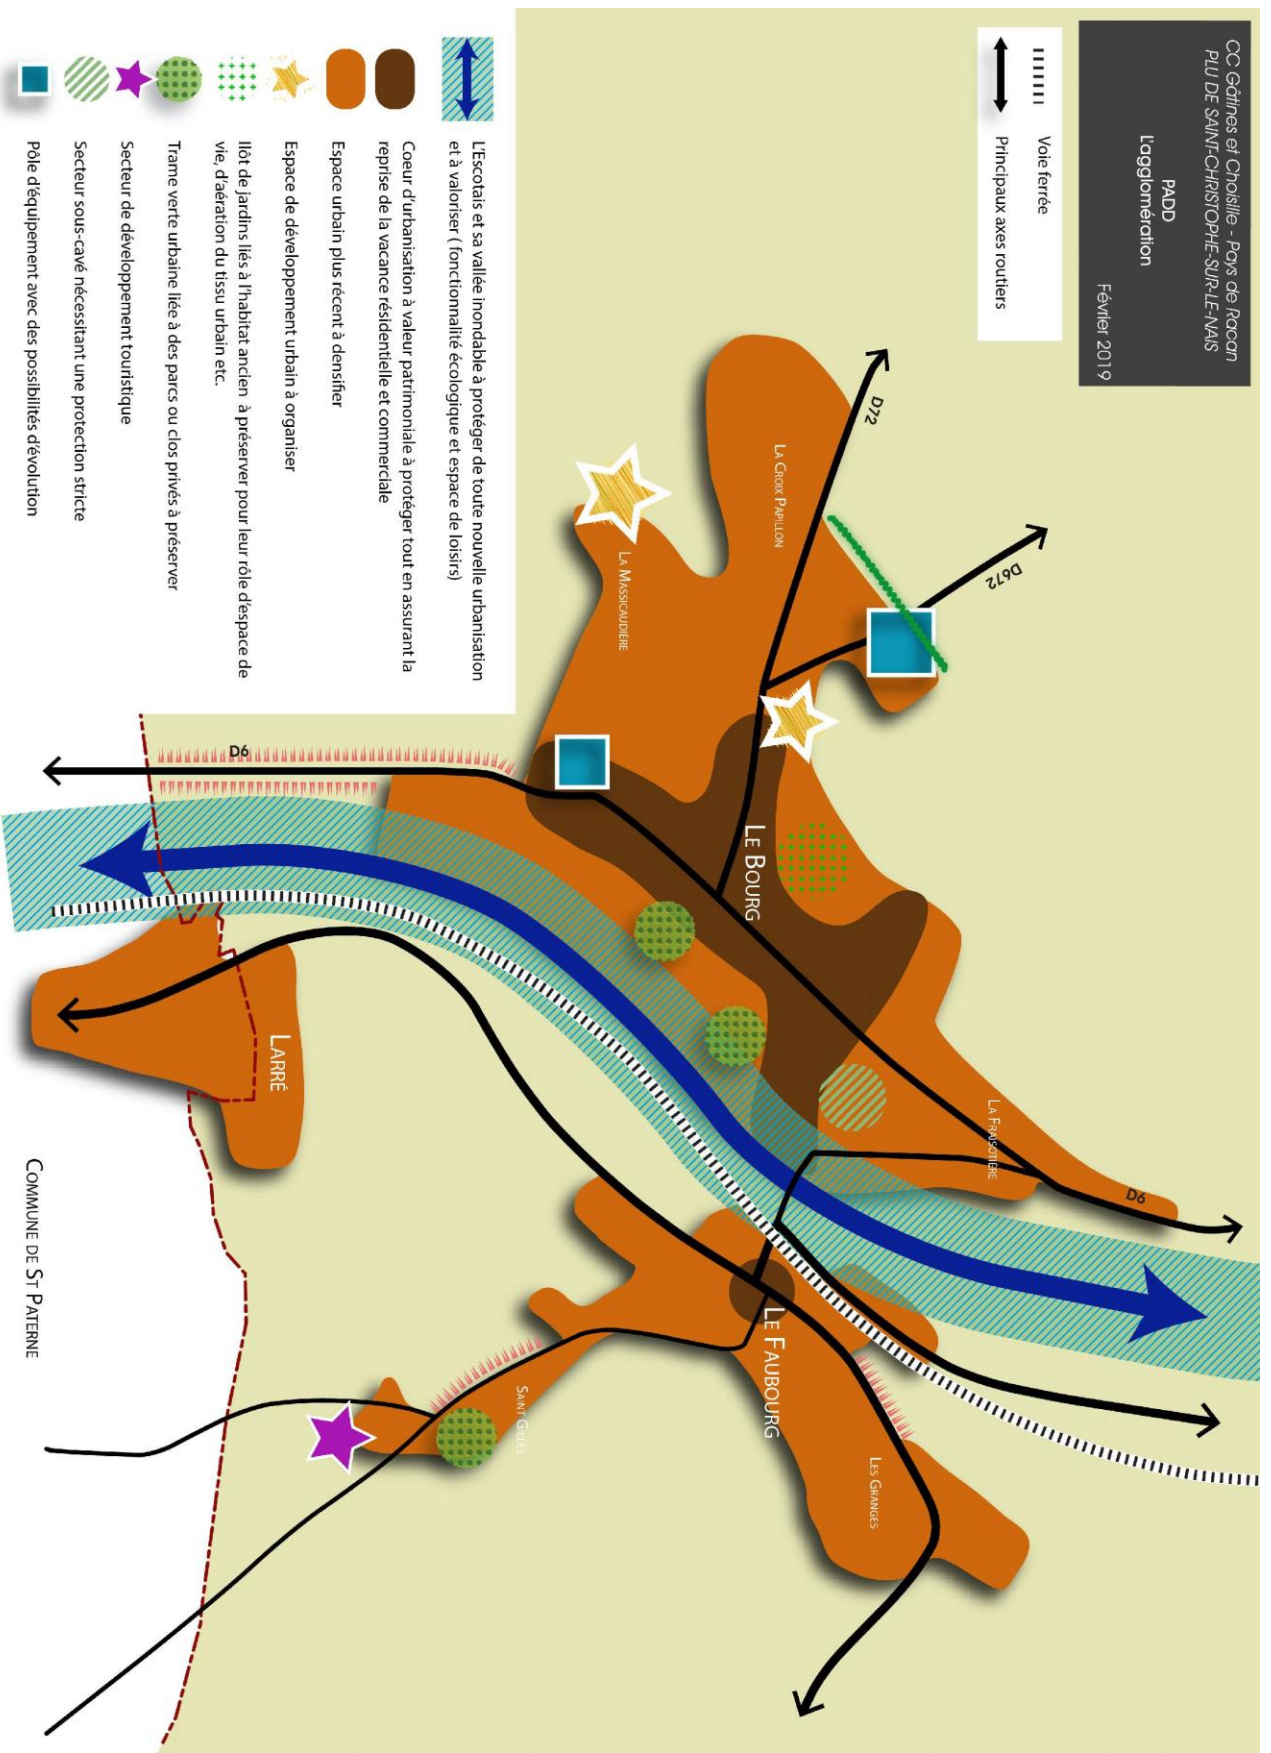 CC Gâtines et Choisille - Pays de Racan
PLU DE SAINT-CHRISTOPHE-SUR-LE-NAIS
PADD
L'agglomération
Février 2019
Voie ferrée
Principaux axes routiers
L'Escotais et sa vallée inondable à protéger de toute nouvelle urbanisation
et à valoriser ( fonctionnalité écologique et espace de loisirs)
Coeur d'urbanisation à valeur patrimoniale à protéger tout en assurant la
reprise de la vacance résidentielle et commerciale
Espace urbain plus récent à densifier
Espace de développement urbain à organiser
Ilôt de jardins liés à l'habitat ancien à préserver pour leur rôle d'espace de
vie, d'aération du tissu urbain etc.
Trame verte urbaine liée à des parcs ou clos privés à préserver
Secteur de développement touristique
Secteur sous-cavé nécessitant une protection stricte
Pôle d'équipement avec des possibilités d'évolution
D72
D672
LA CROIX PAPILLON
LA MASSICAUDIÈRE
D6
LE BOURG
LA FRAISOTIÈRE
D6
LARRÉ
LE FAUBOURG
SAINT GILLES
LES GRANGES
COMMUNE DE ST PATERNE